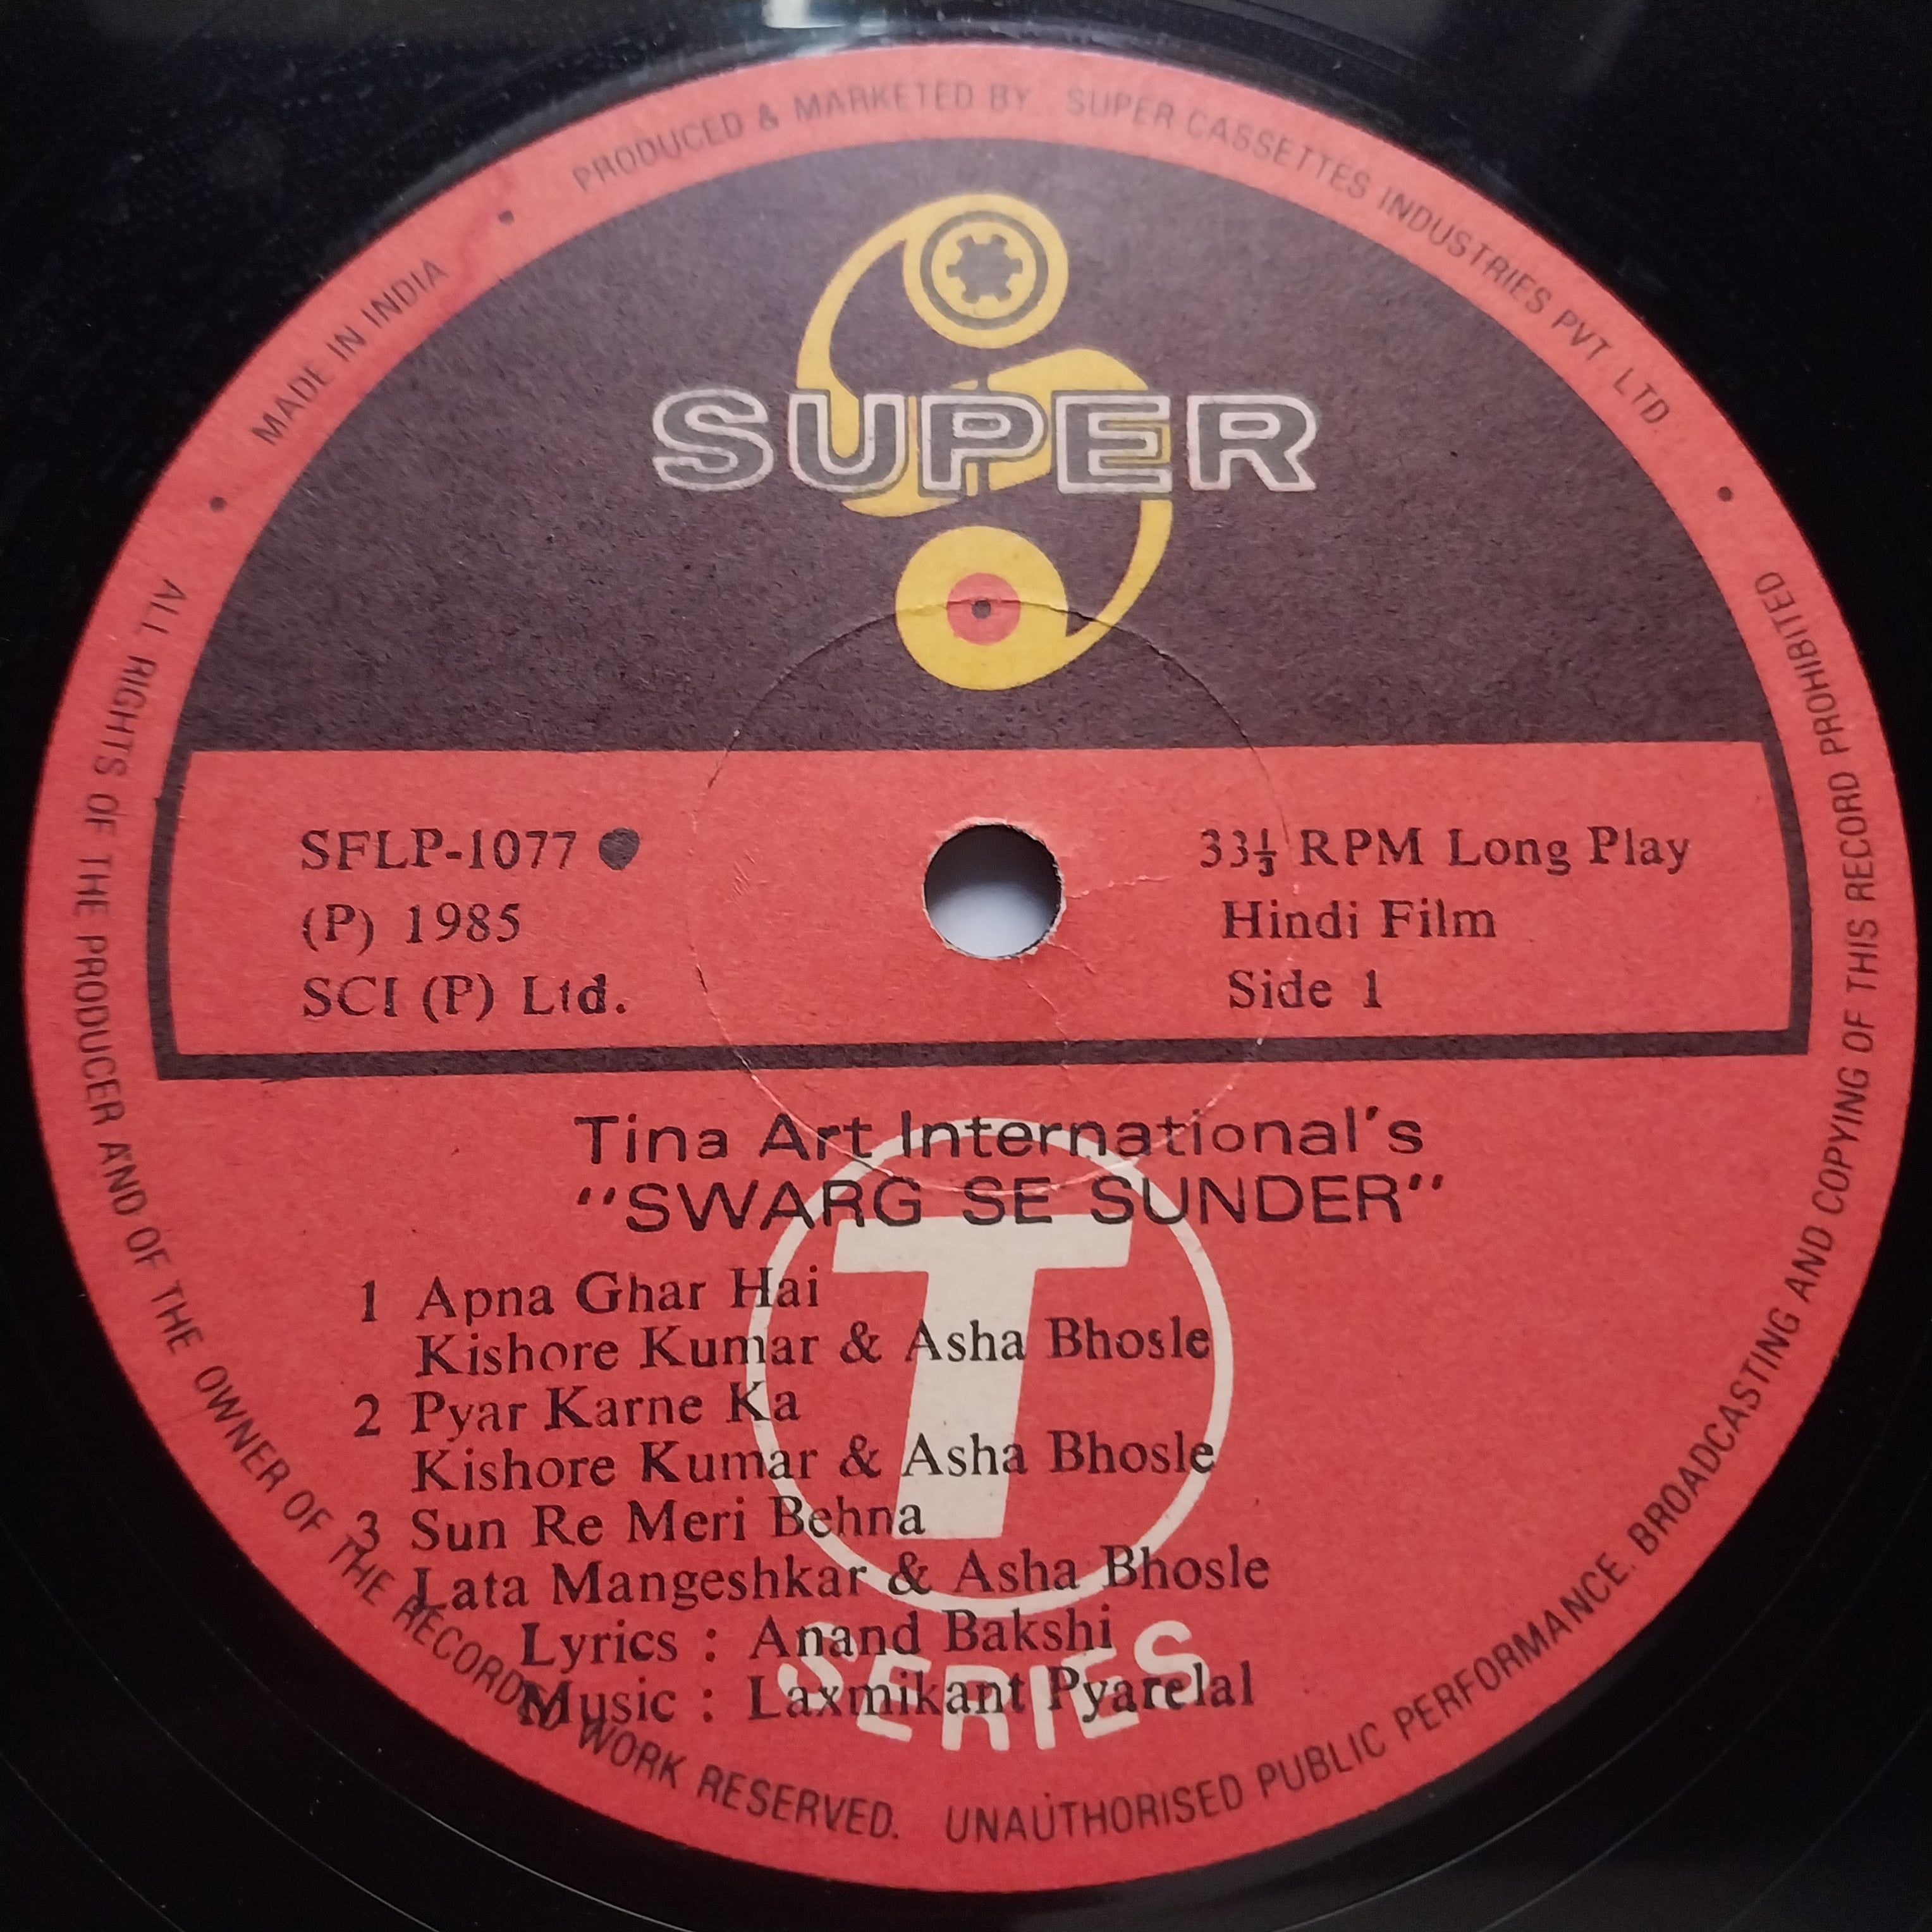 MADE IN INDIA • PRODUCED & MARKETED BY SUPER CASSETTES INDUSTRIES PVT. LTD. •
SUPER
SFLP-1077 ●
(P) 1985
SCI (P) Ltd.
33⅓ RPM Long Play
Hindi Film
Side 1
Tina Art International's
"SWARG SE SUNDER"
1 Apna Ghar Hai
Kishore Kumar & Asha Bhosle
2 Pyar Karne Ka
Kishore Kumar & Asha Bhosle
3 Sun Re Meri Behna
Lata Mangeshkar & Asha Bhosle
Lyrics : Anand Bakshi
Music : Laxmikant Pyarelal
T
SERIES
ALL RIGHTS OF THE PRODUCER AND OF THE OWNER OF THE RECORDED WORK RESERVED. UNAUTHORISED PUBLIC PERFORMANCE. BROADCASTING AND COPYING OF THIS RECORD PROHIBITED